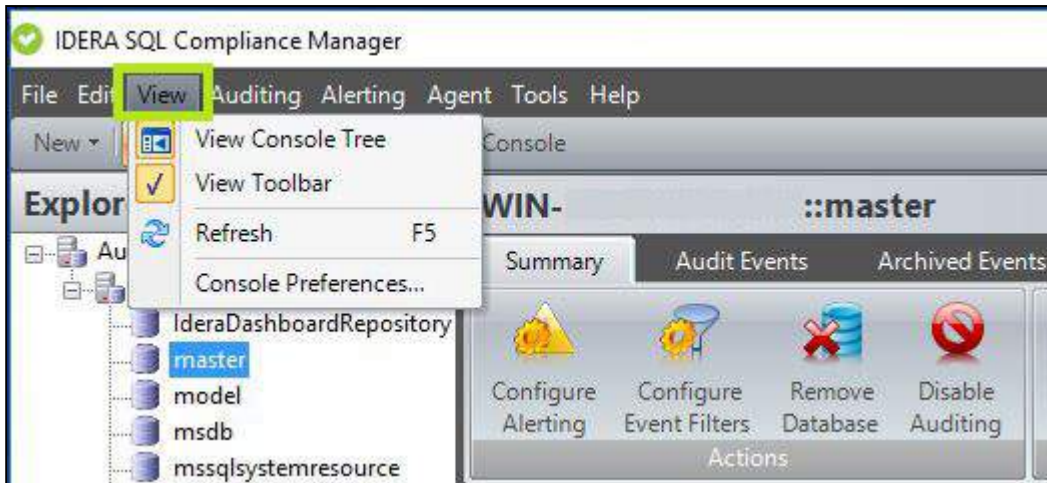 IDERA SQL Compliance Manager
File Edit View Auditing Alerting Agent Tools Help
New Console
View Console Tree
View Toolbar
Refresh F5
Console Preferences...
Explor
WIN- ::master
Au
Summary Audit Events Archived Events
IderaDashboardRepository
master
model
msdb
mssqlsystemresource
Configure Alerting
Configure Event Filters
Remove Database
Disable Auditing
Actions